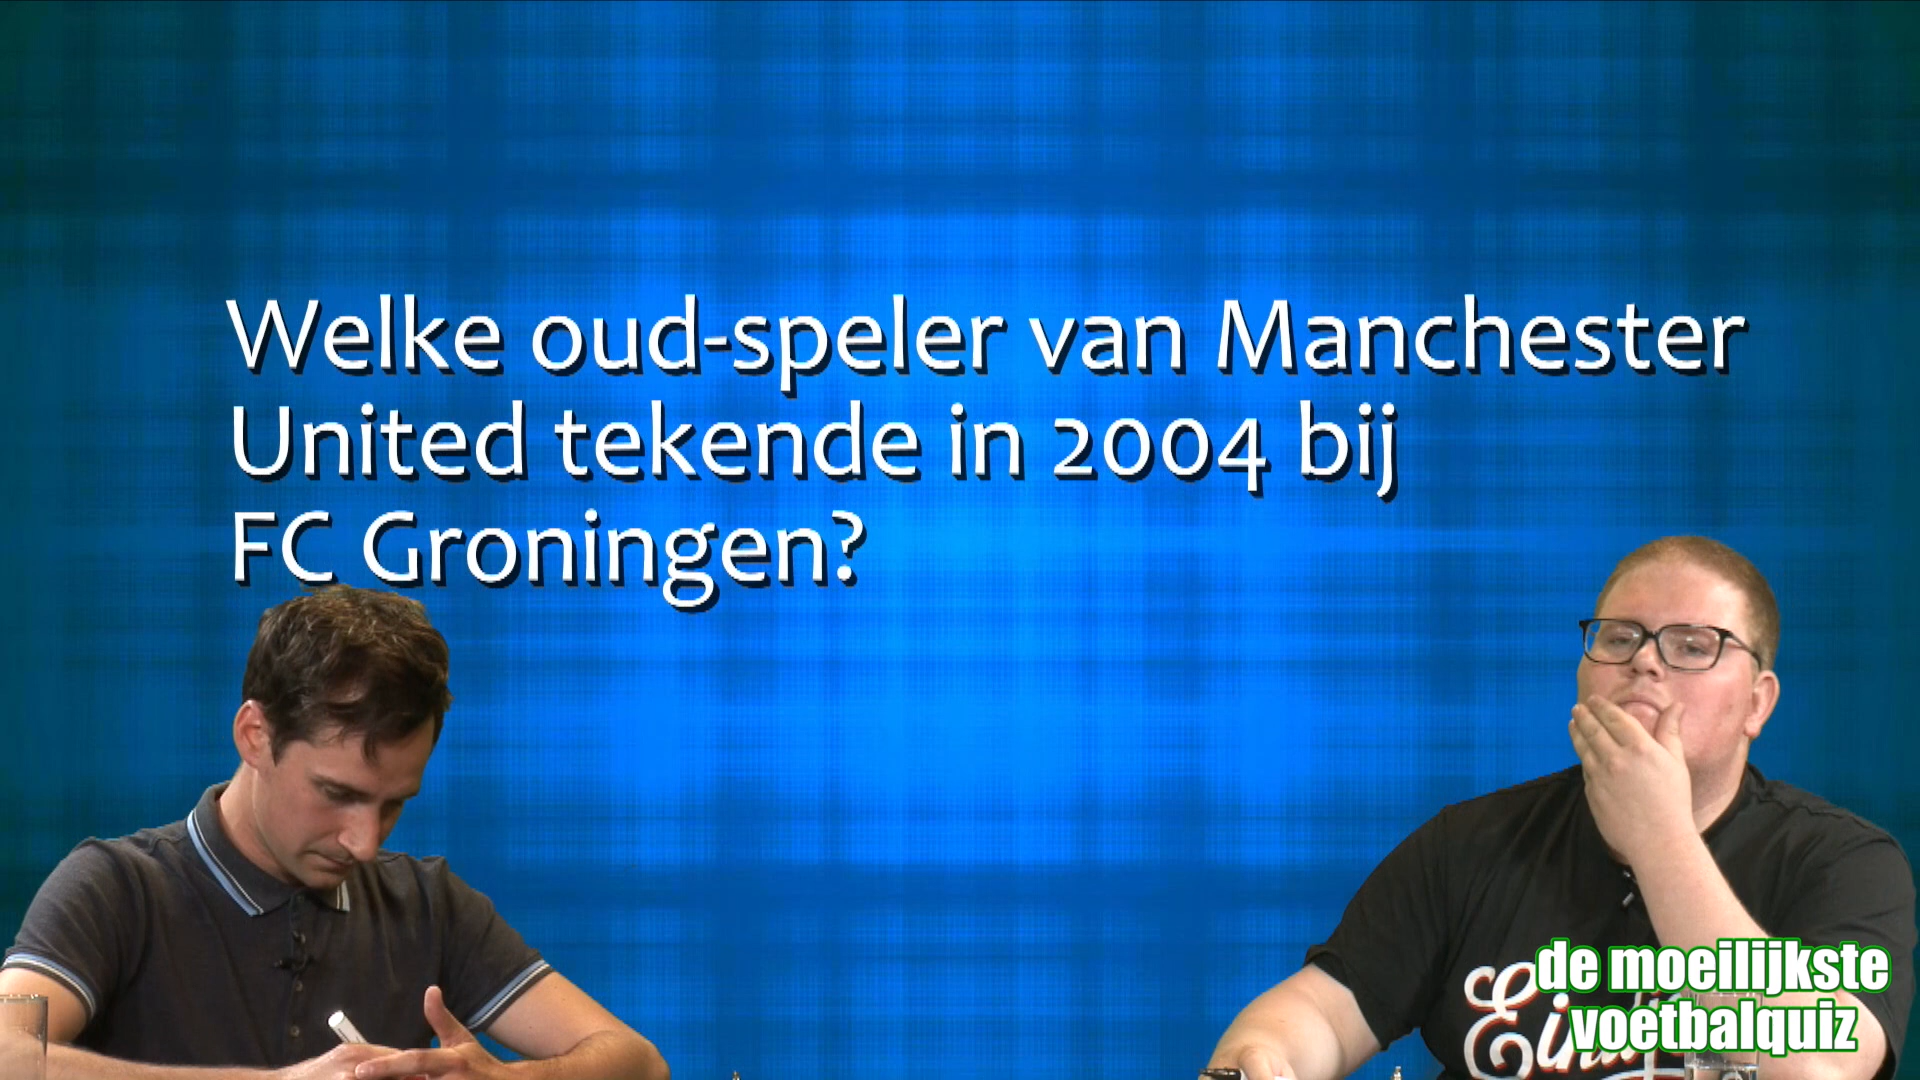 Welke oud-speler van Manchester
United tekende in 2004 bij
FC Groningen?
de moeilijkste
voetbalquiz